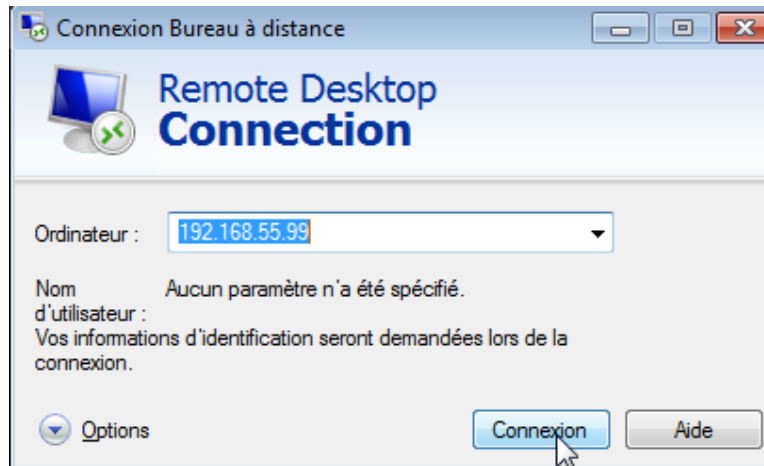 Connexion Bureau à distance
Remote Desktop
Connection
Ordinateur :
192.168.55.99
Nom
d'utilisateur :
Aucun paramètre n'a été spécifié.
Vos informations d'identification seront demandées lors de la
connexion.
Options
Connexion
Aide